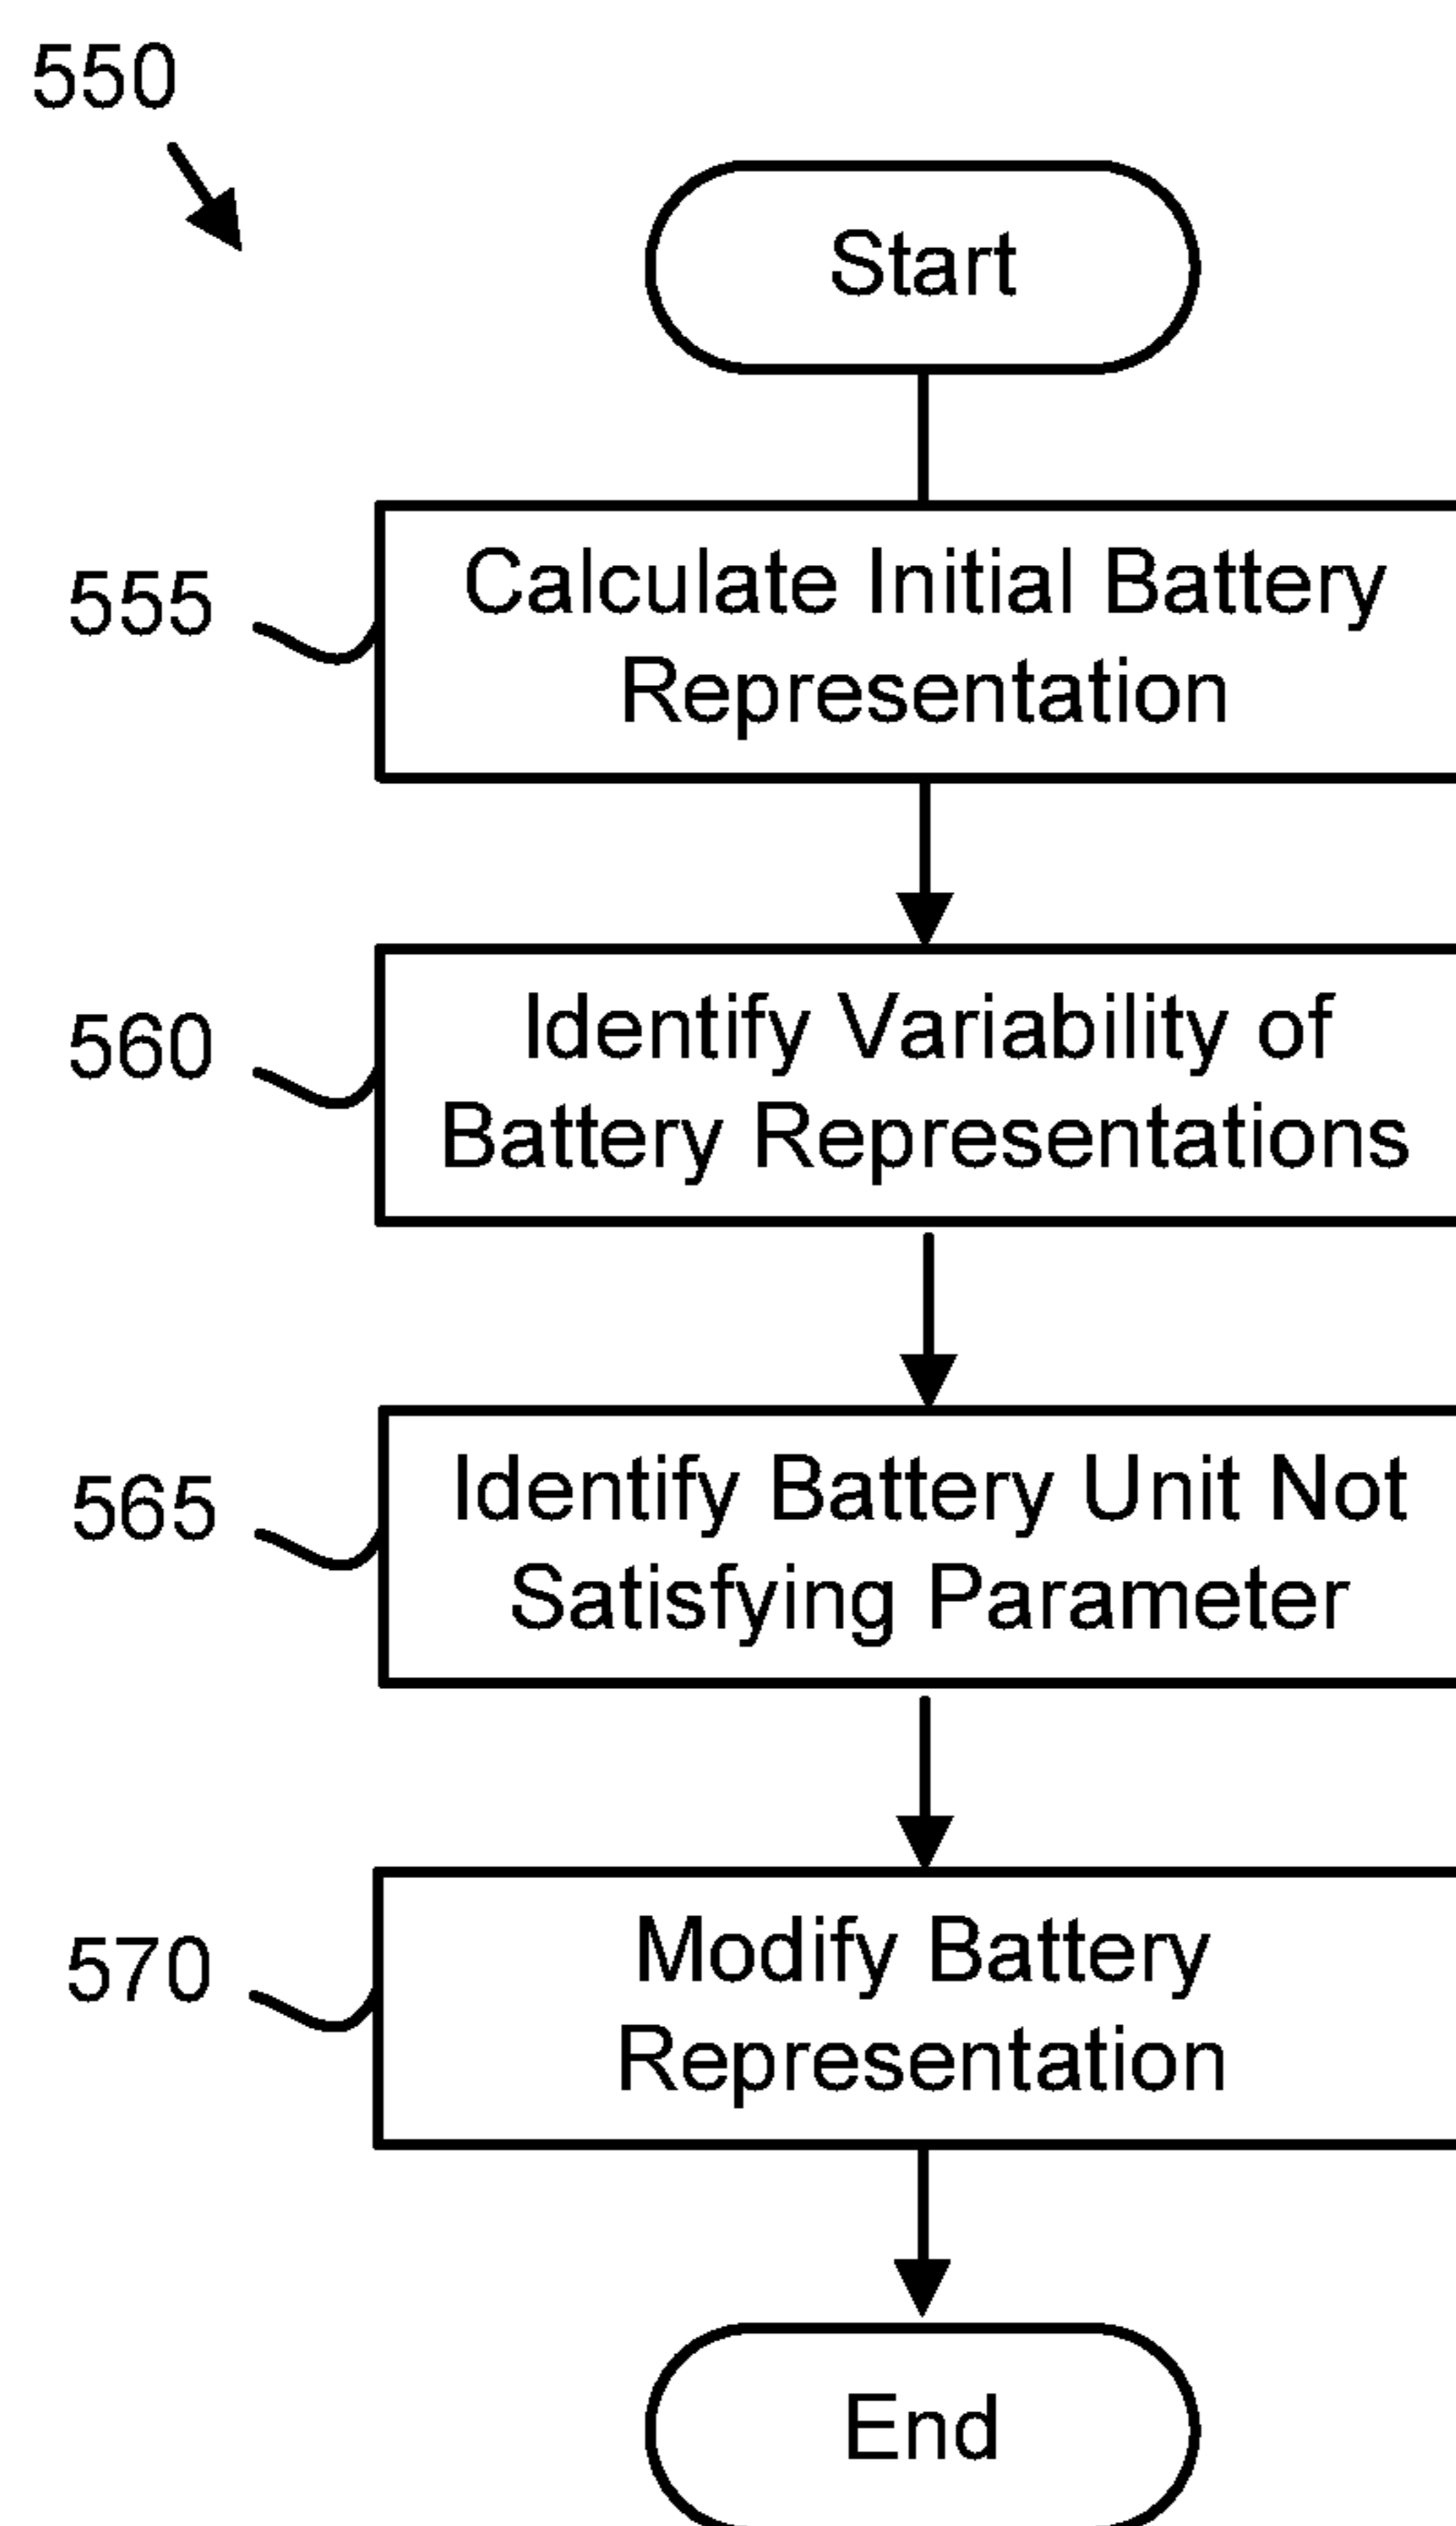 550
Start
555
Calculate Initial Battery
Representation
560
Identify Variability of
Battery Representations
565
Identify Battery Unit Not
Satisfying Parameter
570
Modify Battery
Representation
End